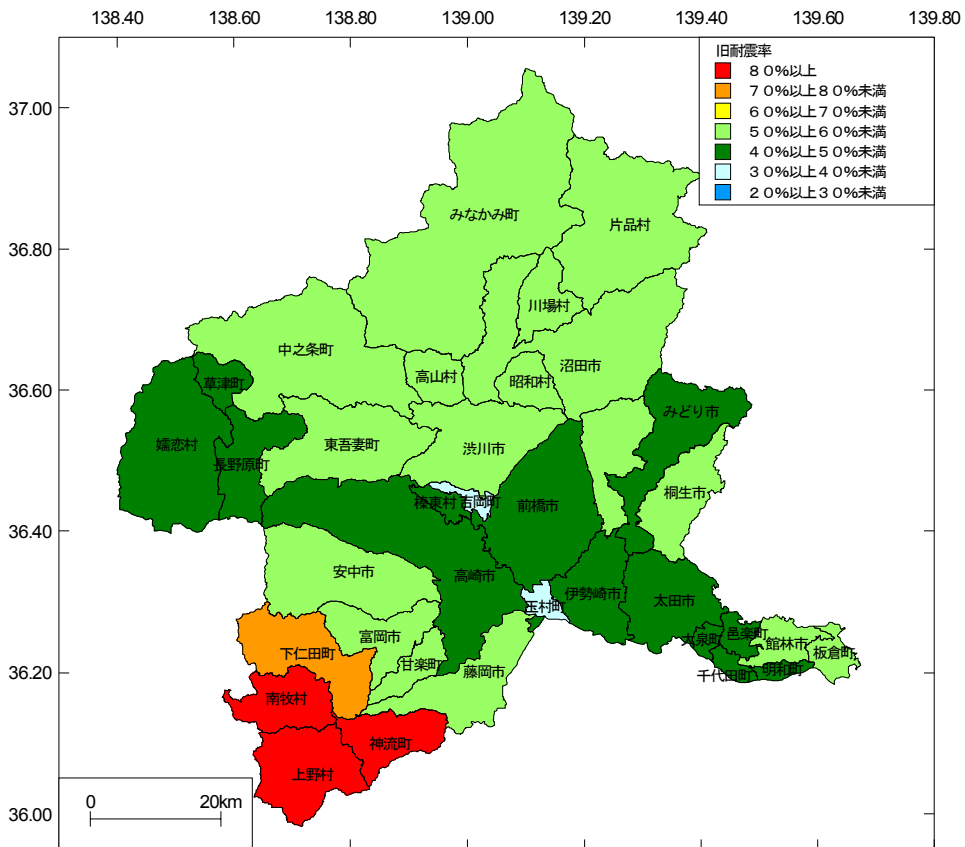 138.40 138.60 138.80 139.00 139.20 139.40 139.60 139.80
旧耐震率
８０％以上
７０％以上８０％未満
６０％以上７０％未満
５０％以上６０％未満
４０％以上５０％未満
３０％以上４０％未満
２０％以上３０％未満
37.00
36.80
36.60
36.40
36.20
36.00
みなかみ町
片品村
川場村
中之条町
沼田市
高山村
昭和村
草津町
みどり市
嬬恋村
東吾妻町
渋川市
長野原町
桐生市
榛東村
吉岡町
前橋市
安中市
高崎市
伊勢崎市
太田市
玉村町
富岡市
大泉町
邑楽町
館林市
板倉町
下仁田町
甘楽町
藤岡市
千代田町
明和町
南牧村
神流町
上野村
0 20km